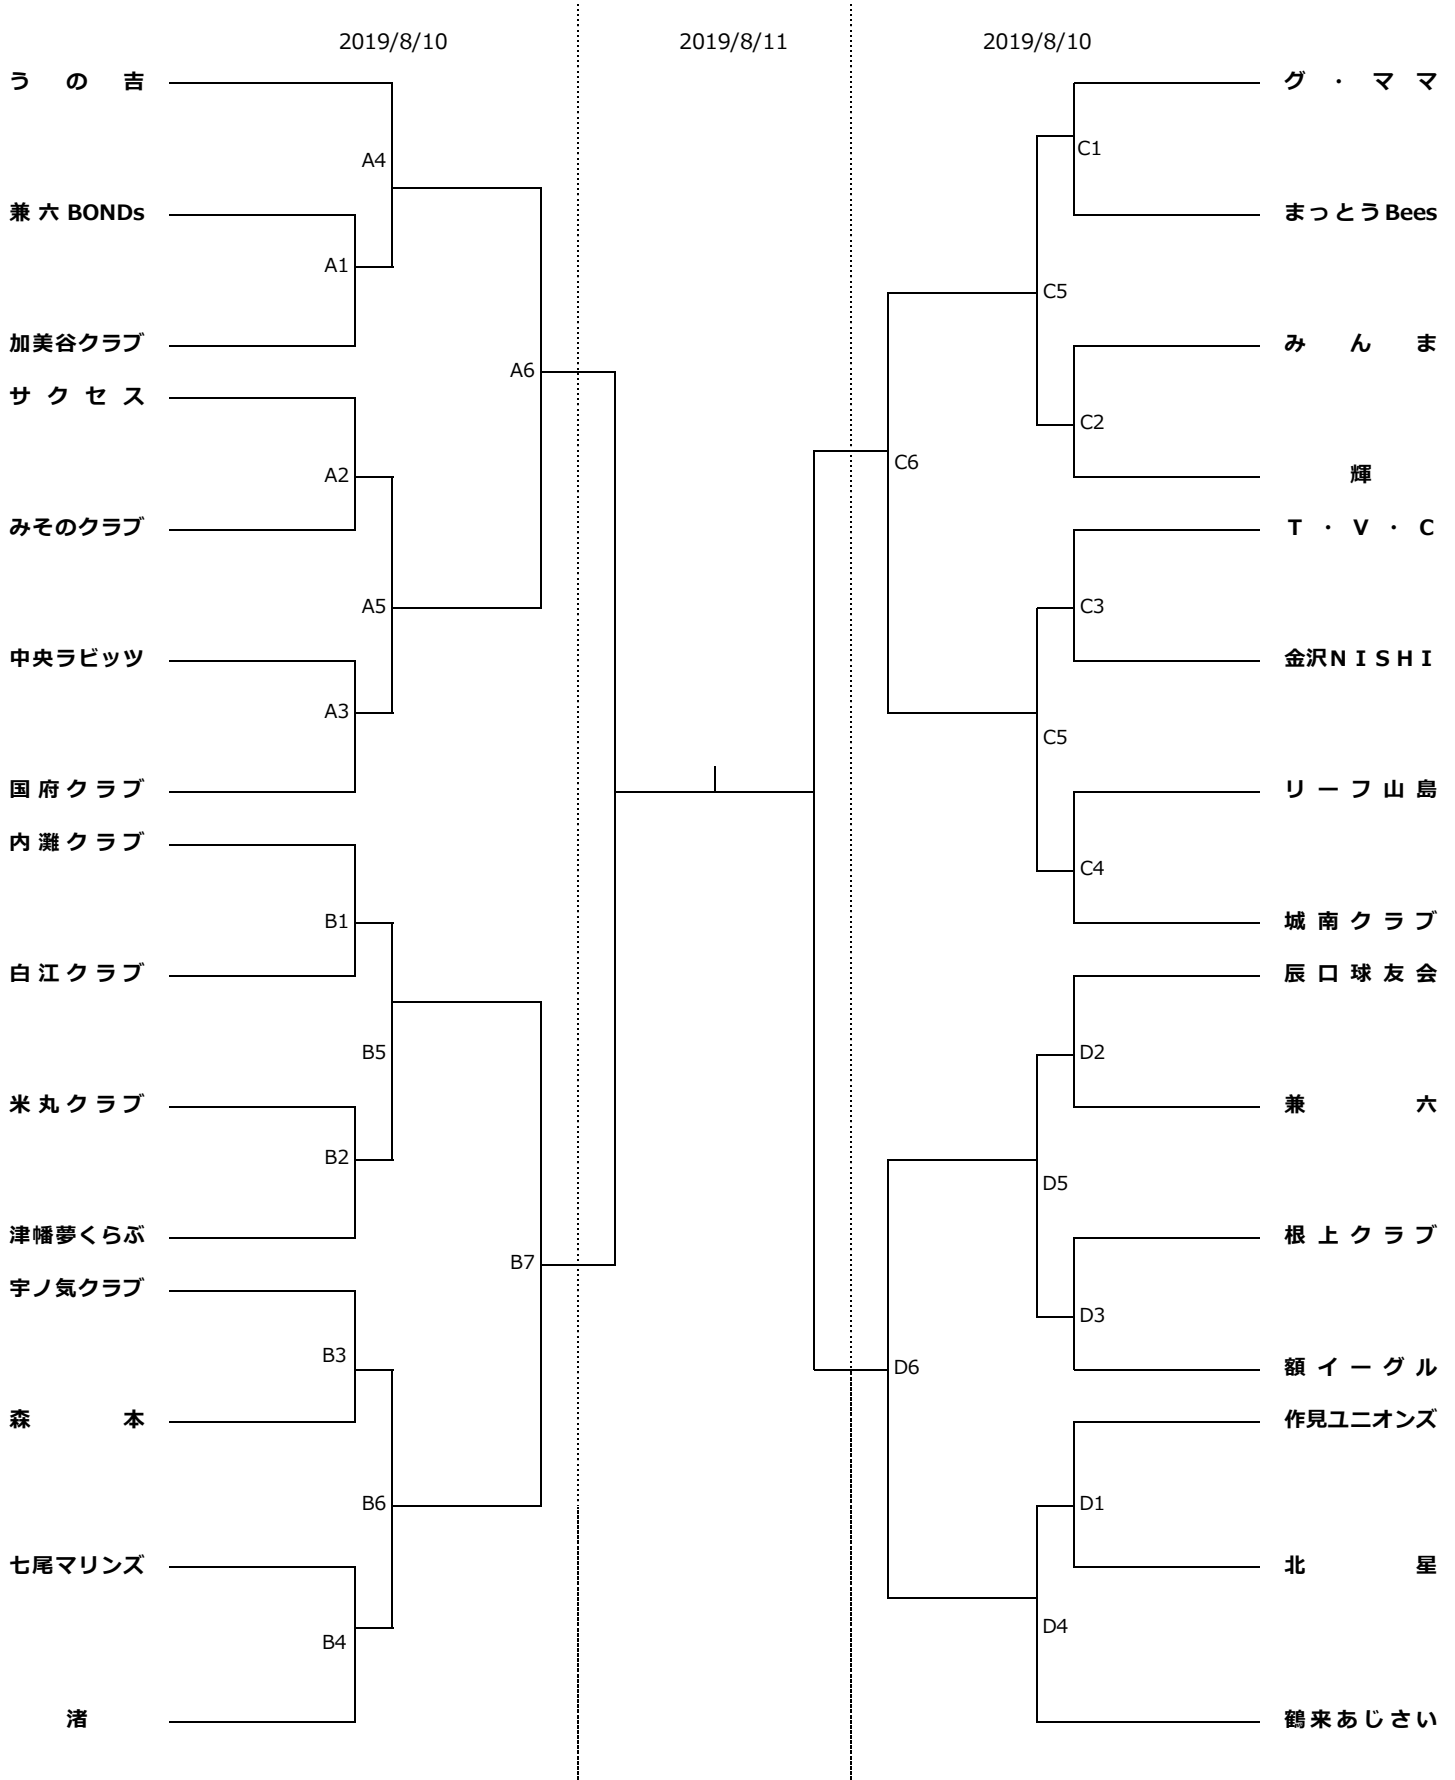 2019/8/10 2019/8/11 2019/8/10
うの吉 グ・ママ
A4 C1
兼六BONDs まっとうBees
A1
C5
加美谷クラブ みんま
A6
サクセス
C2
C6
A2 輝
みそのクラブ T・V・C
A5 C3
中央ラビッツ 金沢NISHI
A3
C5
国府クラブ リーフ山島
内灘クラブ
C4
B1 城南クラブ
白江クラブ 辰口球友会
B5 D2
米丸クラブ 兼六
B2
D5
津幡夢くらぶ 根上クラブ
B7
宇ノ気クラブ
D3
B3
D6 額イーグル
森本 作見ユニオンズ
B6 D1
七尾マリンズ 北星
D4
B4
渚 鶴来あじさい